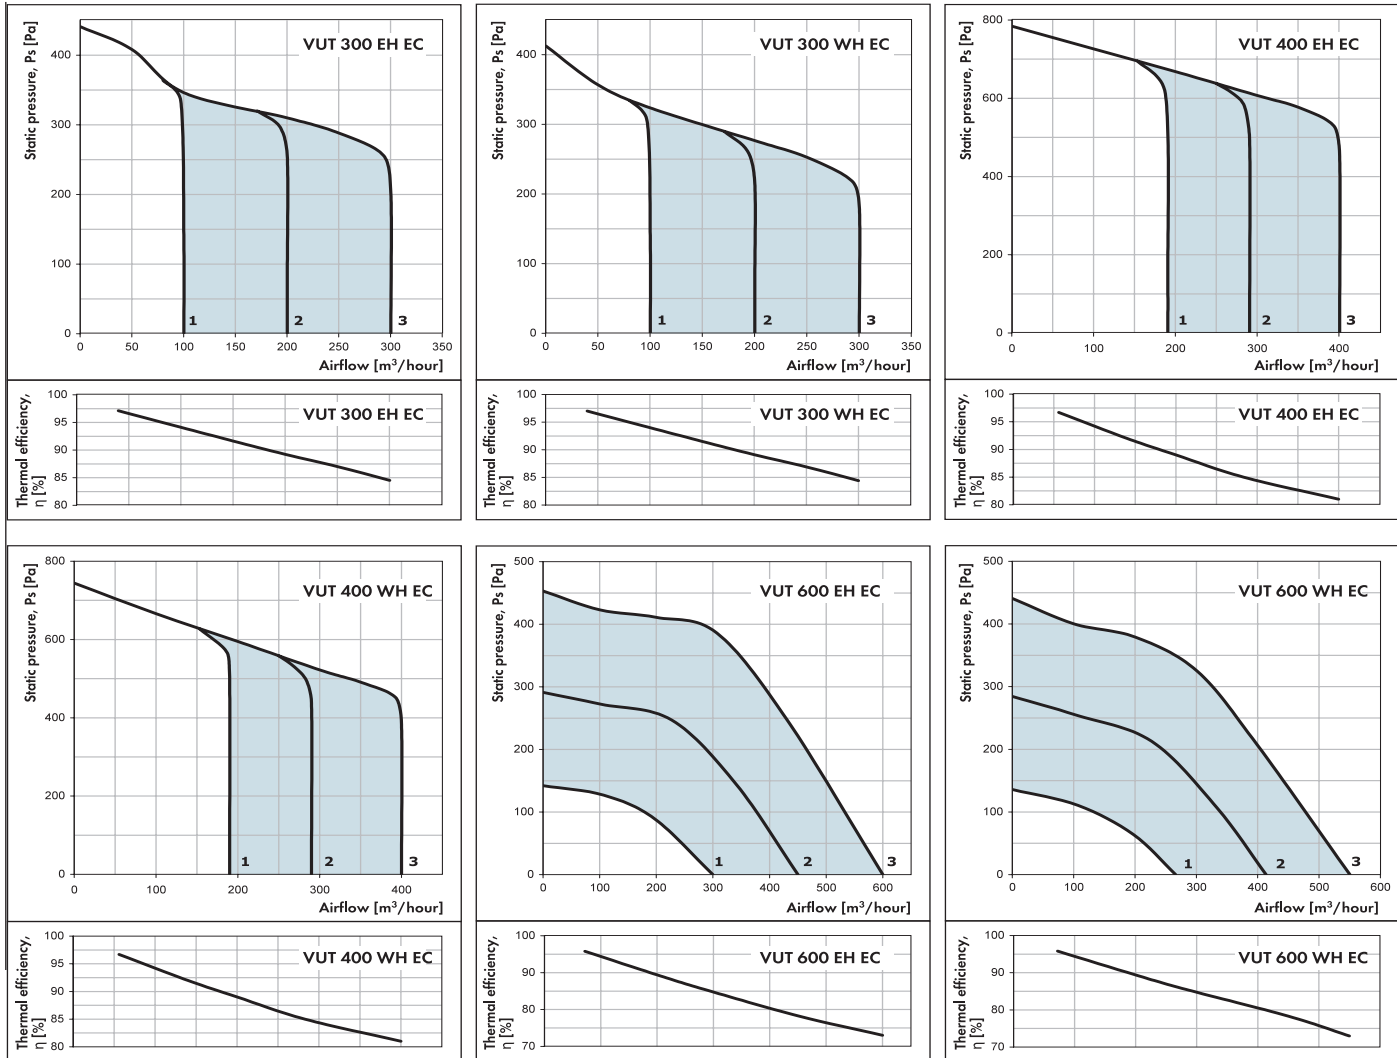 VUT 300 EH EC
Static pressure, Ps [Pa]
400
300
200
100
0
1
2
3
0 50 100 150 200 250 300 350
Airflow [m³/hour]
VUT 300 EH EC
Thermal efficiency,
η [%]
100
95
90
85
80
VUT 300 WH EC
Static pressure, Ps [Pa]
400
300
200
100
0
1
2
3
0 50 100 150 200 250 300 350
Airflow [m³/hour]
VUT 300 WH EC
Thermal efficiency,
η [%]
100
95
90
85
80
VUT 400 EH EC
Static pressure, Ps [Pa]
800
600
400
200
0
1
2
3
0 100 200 300 400
Airflow [m³/hour]
VUT 400 EH EC
Thermal efficiency,
η [%]
100
95
90
85
80
VUT 400 WH EC
Static pressure, Ps [Pa]
800
600
400
200
0
1
2
3
0 100 200 300 400
Airflow [m³/hour]
VUT 400 WH EC
Thermal efficiency,
η [%]
100
95
90
85
80
VUT 600 EH EC
Static pressure, Ps [Pa]
500
400
300
200
100
0
1
2
3
0 100 200 300 400 500 600
Airflow [m³/hour]
VUT 600 EH EC
Thermal efficiency,
η [%]
100
90
80
70
VUT 600 WH EC
Static pressure, Ps [Pa]
500
400
300
200
100
0
1
2
3
0 100 200 300 400 500 600
Airflow [m³/hour]
VUT 600 WH EC
Thermal efficiency,
η [%]
100
90
80
70